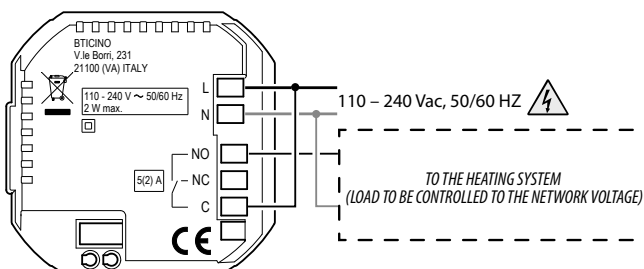 BTICINO
V.le Borri, 231
21100 (VA) ITALY
110 - 240 V ~ 50/60 Hz
2 W max.
L
N
NO
5(2) A
NC
C
CE
110 – 240 Vac, 50/60 HZ
TO THE HEATING SYSTEM
(LOAD TO BE CONTROLLED TO THE NETWORK VOLTAGE)